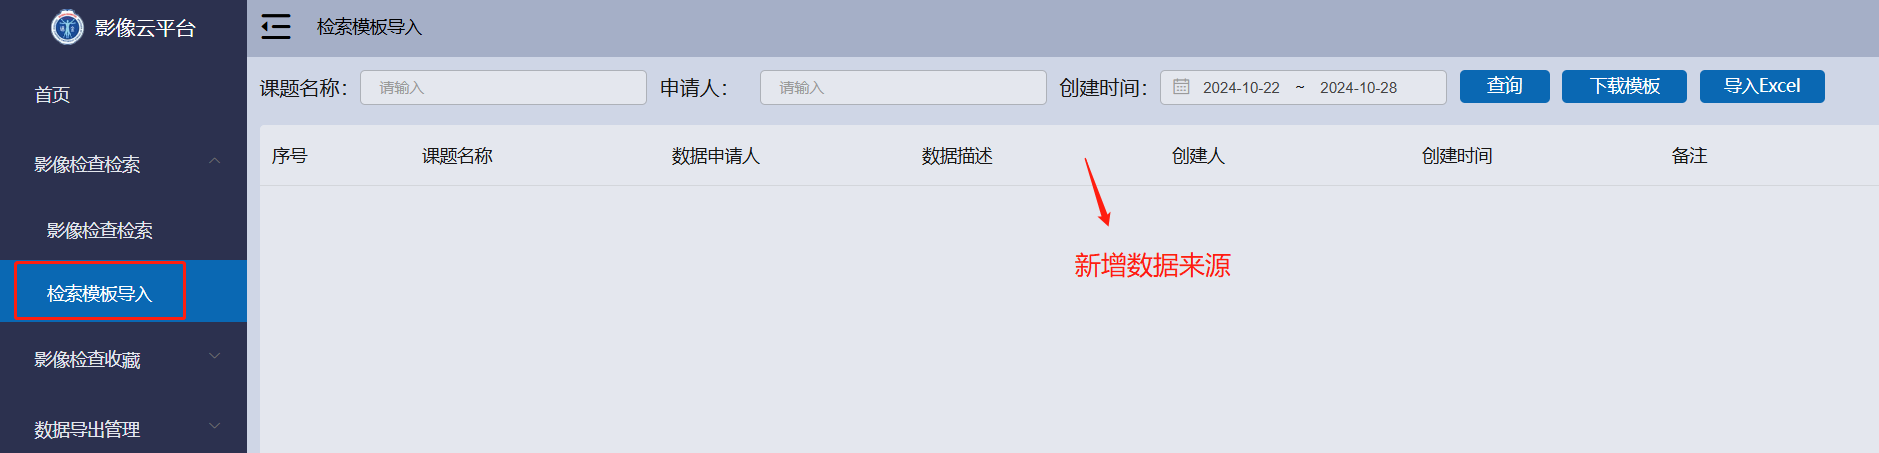 影像云平台
检索模板导入
首页
影像检查检索
影像检查检索
检索模板导入
影像检查收藏
数据导出管理
课题名称： 请输入 申请人： 请输入 创建时间： 2024-10-22 ~ 2024-10-28 查询 下载模板 导入Excel
序号 课题名称 数据申请人 数据描述 创建人 创建时间 备注
新增数据来源